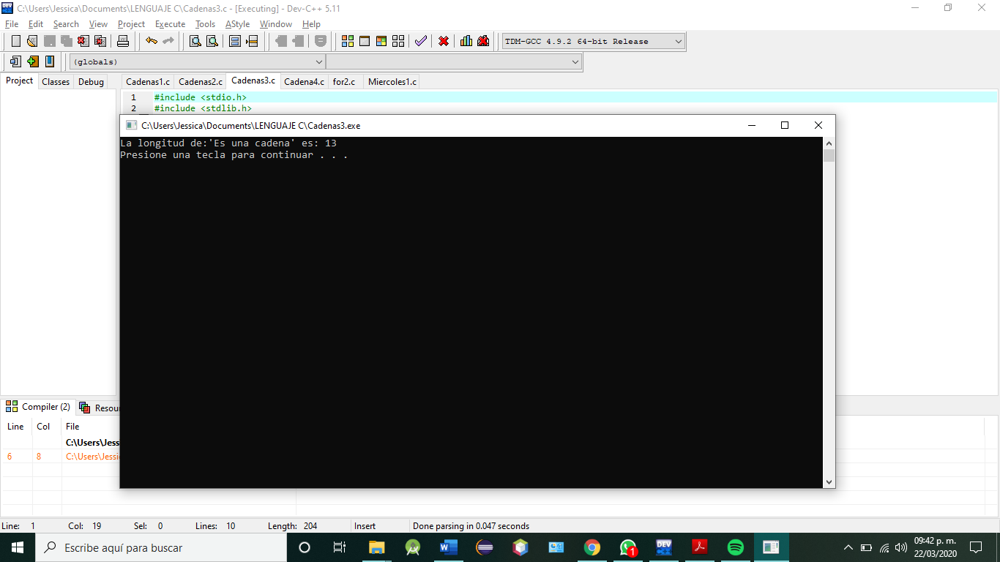 C:\Users\Jessica\Documents\LENGUAJE C\Cadenas3.c - [Executing] - Dev-C++ 5.11
File Edit Search View Project Execute Tools AStyle Window Help
TDM-GCC 4.9.2 64-bit Release
(globals)
Project Classes Debug
Cadenas1.c Cadenas2.c Cadenas3.c Cadena4.c for2.c Miercoles1.c
1 #include <stdio.h>
2 #include <stdlib.h>
C:\Users\Jessica\Documents\LENGUAJE C\Cadenas3.exe
La longitud de:'Es una cadena' es: 13
Presione una tecla para continuar . . .
Compiler (2) Resou
Line Col File
C:\Users\Jess
6 8 C:\Users\Jessi
Line: 1 Col: 19 Sel: 0 Lines: 10 Length: 204 Insert Done parsing in 0.047 seconds
Escribe aquí para buscar
DEV
1
09:42 p. m.
22/03/2020